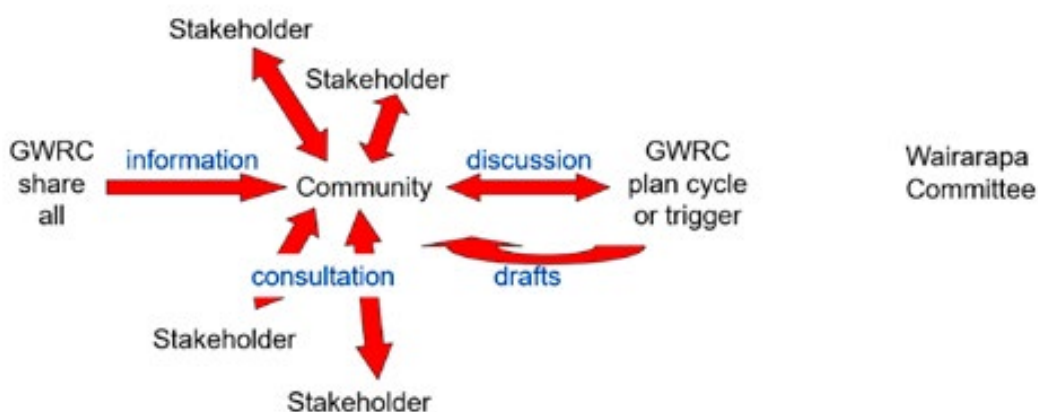 Stakeholder
Stakeholder
GWRC
share
all
information
Community
discussion
GWRC
plan cycle
or trigger
Wairarapa
Committee
consultation
drafts
Stakeholder
Stakeholder